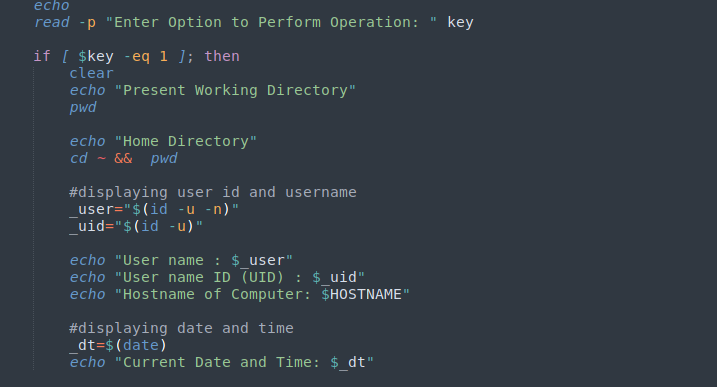 echo
read -p "Enter Option to Perform Operation: " key
if [ $key -eq 1 ]; then
clear
echo "Present Working Directory"
pwd
echo "Home Directory"
cd ~ &&  pwd
#displaying user id and username
_user="$(id -u -n)"
_uid="$(id -u)"
echo "User name : $_user"
echo "User name ID (UID) : $_uid"
echo "Hostname of Computer: $HOSTNAME"
#displaying date and time
_dt=$(date)
echo "Current Date and Time: $_dt"